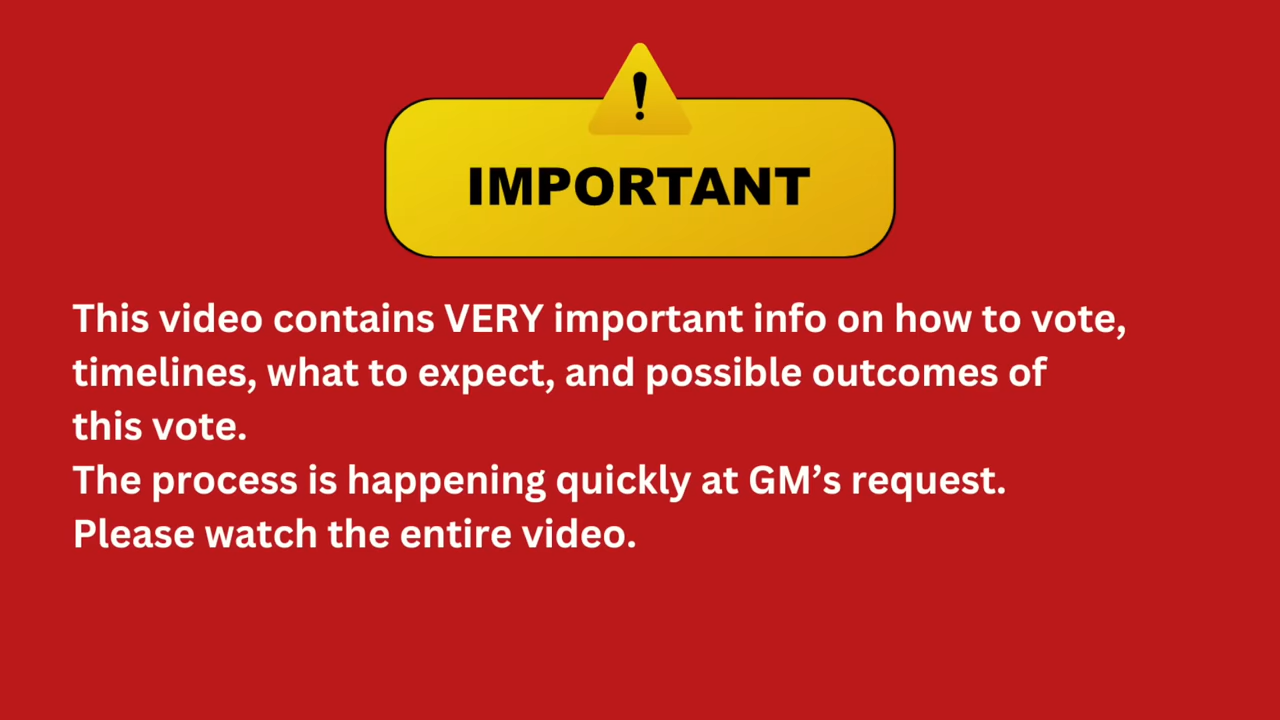 !
IMPORTANT
This video contains VERY important info on how to vote,
timelines, what to expect, and possible outcomes of
this vote.
The process is happening quickly at GM’s request.
Please watch the entire video.